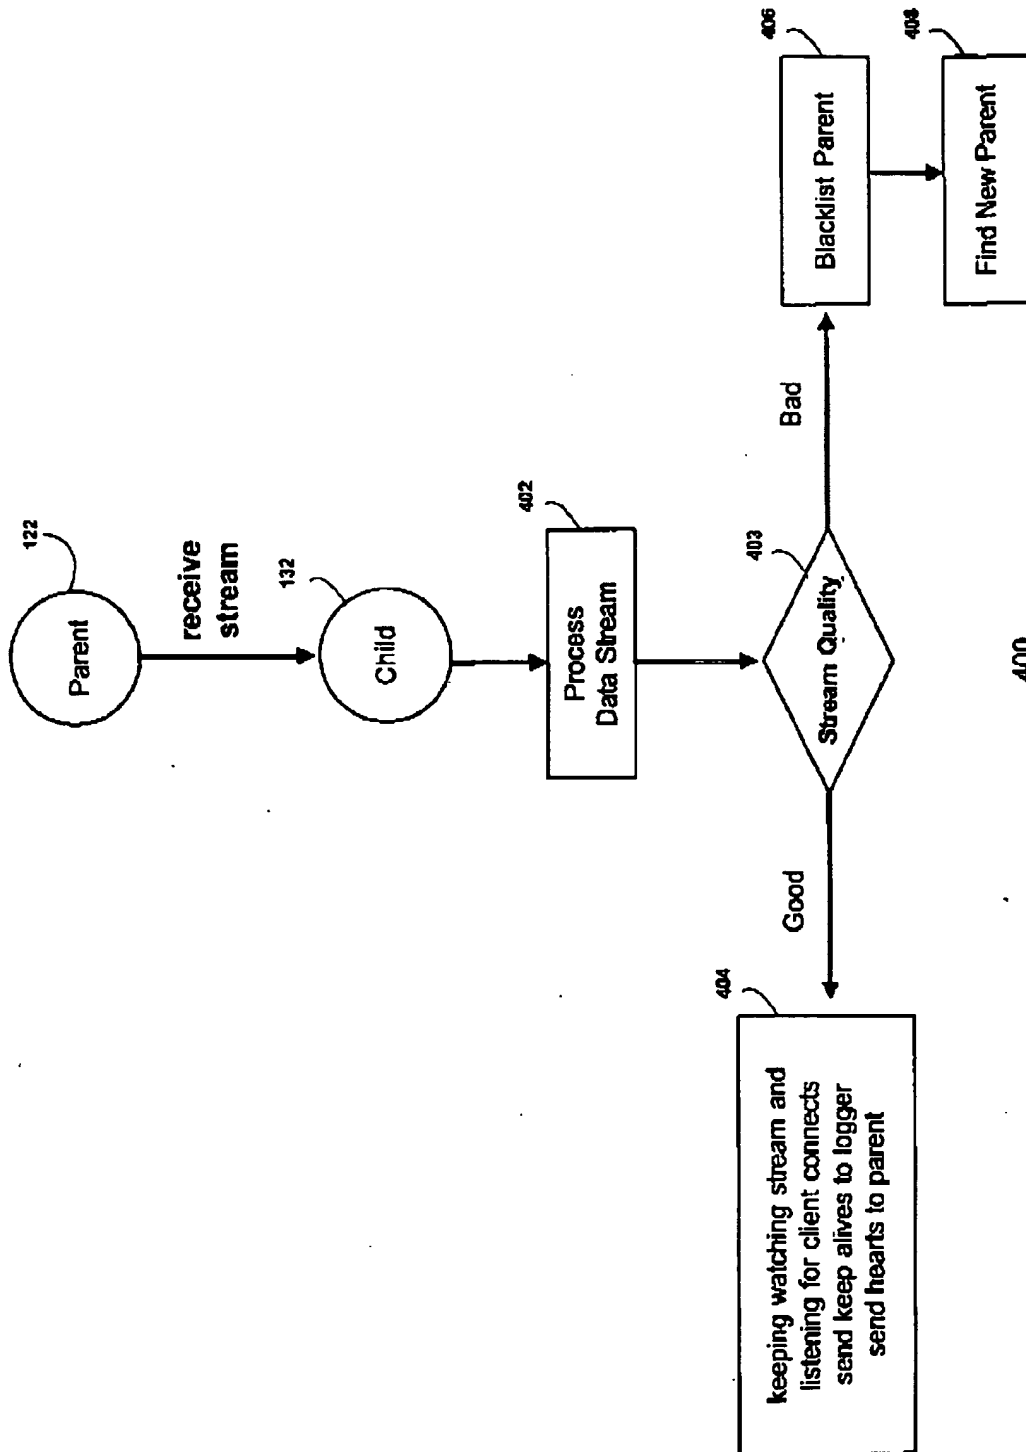 122
Parent
receive
stream
132
Child
402
Process
Data Stream
403
Stream Quality
Good
Bad
404
keeping watching stream and
listening for client connects
send keep alives to logger
send hearts to parent
406
Blacklist Parent
408
Find New Parent
400